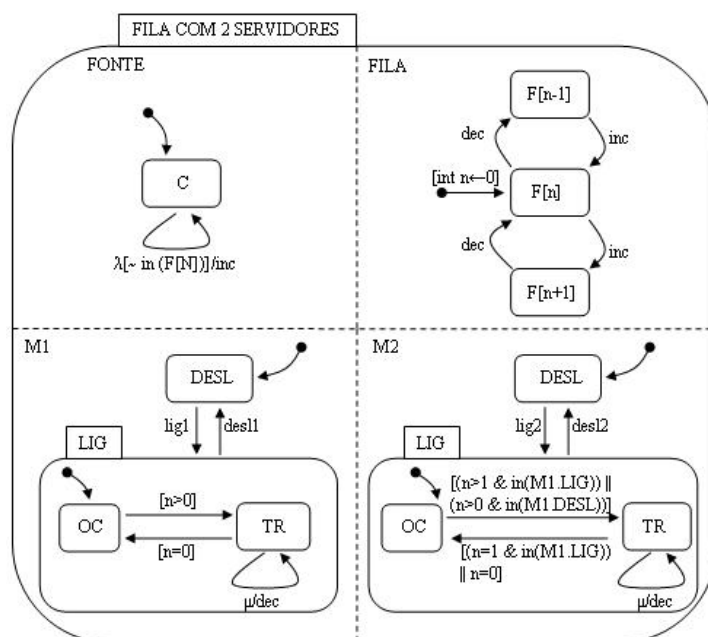 FILA COM 2 SERVIDORES
FONTE
C
λ[~ in (F[N])]/inc
FILA
F[n-1]
dec
inc
[int n←0]
F[n]
dec
inc
F[n+1]
M1
DESL
lig1
desl1
LIG
OC
[n>0]
[n=0]
TR
μ/dec
M2
DESL
lig2
desl2
LIG
[(n>1 & in(M1.LIG)) ||
(n>0 & in(M1.DESL))]
OC
TR
[(n=1 & in(M1.LIG))
|| n=0]
μ/dec